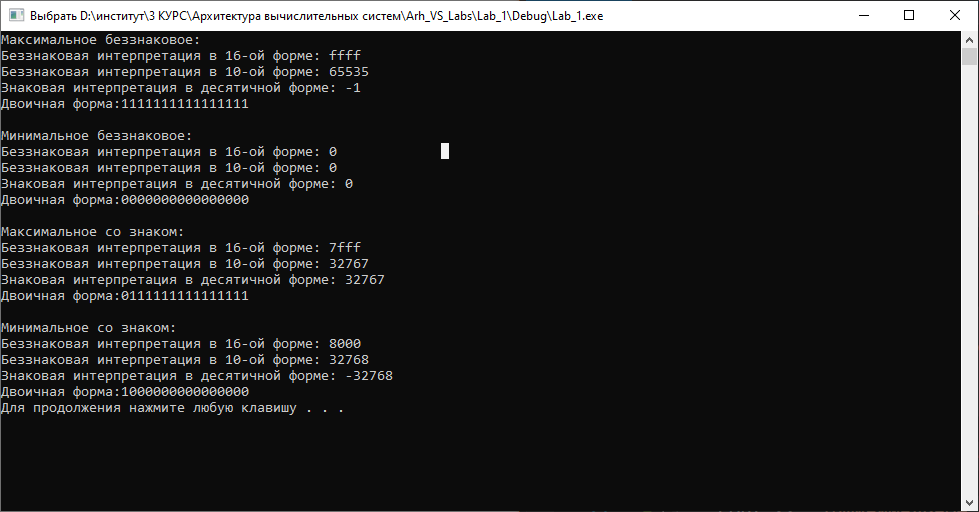 Выбрать D:\институт\3 КУРС\Архитектура вычислительных систем\Arh_VS_Labs\Lab_1\Debug\Lab_1.exe
Максимальное беззнаковое:
Беззнаковая интерпретация в 16-ой форме: ffff
Беззнаковая интерпретация в 10-ой форме: 65535
Знаковая интерпретация в десятичной форме: -1
Двоичная форма:1111111111111111
Минимальное беззнаковое:
Беззнаковая интерпретация в 16-ой форме: 0
Беззнаковая интерпретация в 10-ой форме: 0
Знаковая интерпретация в десятичной форме: 0
Двоичная форма:0000000000000000
Максимальное со знаком:
Беззнаковая интерпретация в 16-ой форме: 7fff
Беззнаковая интерпретация в 10-ой форме: 32767
Знаковая интерпретация в десятичной форме: 32767
Двоичная форма:0111111111111111
Минимальное со знаком:
Беззнаковая интерпретация в 16-ой форме: 8000
Беззнаковая интерпретация в 10-ой форме: 32768
Знаковая интерпретация в десятичной форме: -32768
Двоичная форма:1000000000000000
Для продолжения нажмите любую клавишу . . .